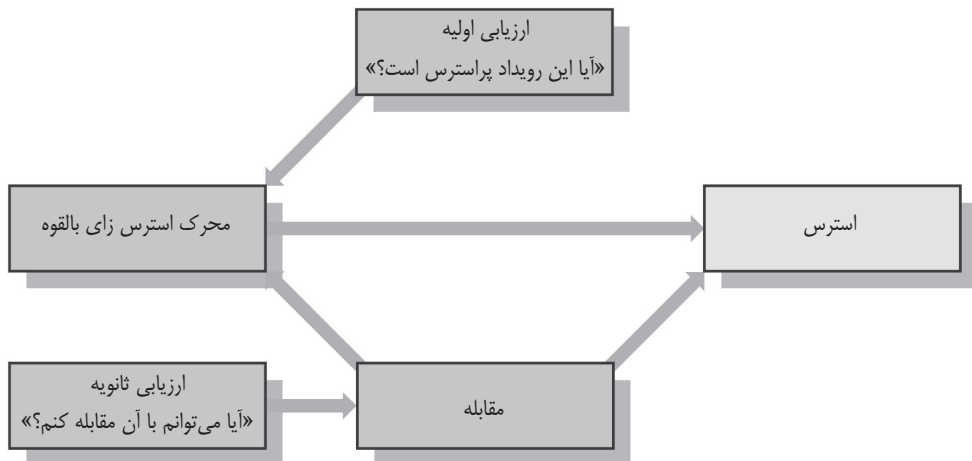 ارزیابی اولیه
«آیا این رویداد پراسترس است؟»
محرک استرس زای بالقوه
استرس
ارزیابی ثانویه
«آیا می‌توانم با آن مقابله کنم؟»
مقابله